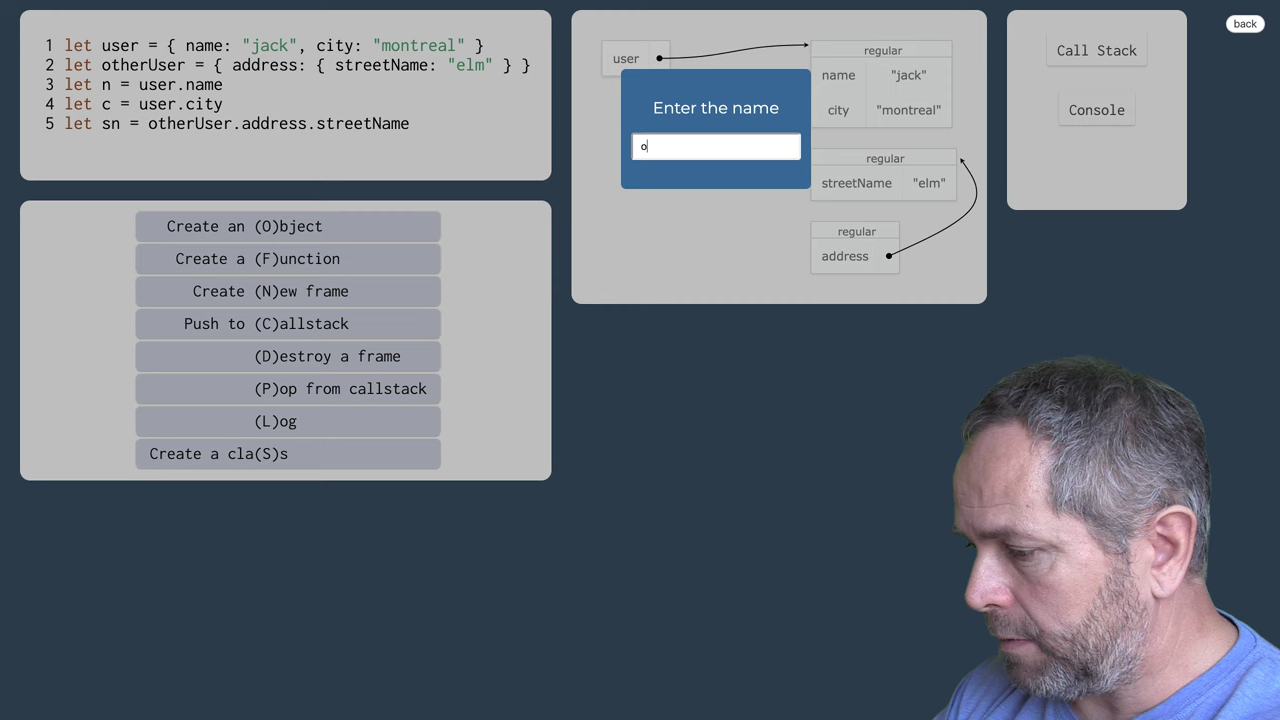 1 let user = { name: "jack", city: "montreal" }
2 let otherUser = { address: { streetName: "elm" } }
3 let n = user.name
4 let c = user.city
5 let sn = otherUser.address.streetName
Create an (O)bject
Create a (F)unction
Create (N)ew frame
Push to (C)allstack
(D)estroy a frame
(P)op from callstack
(L)og
Create a cla(S)s
user
regular
name "jack"
city "montreal"
Enter the name
o
regular
streetName "elm"
regular
address
Call Stack
Console
back